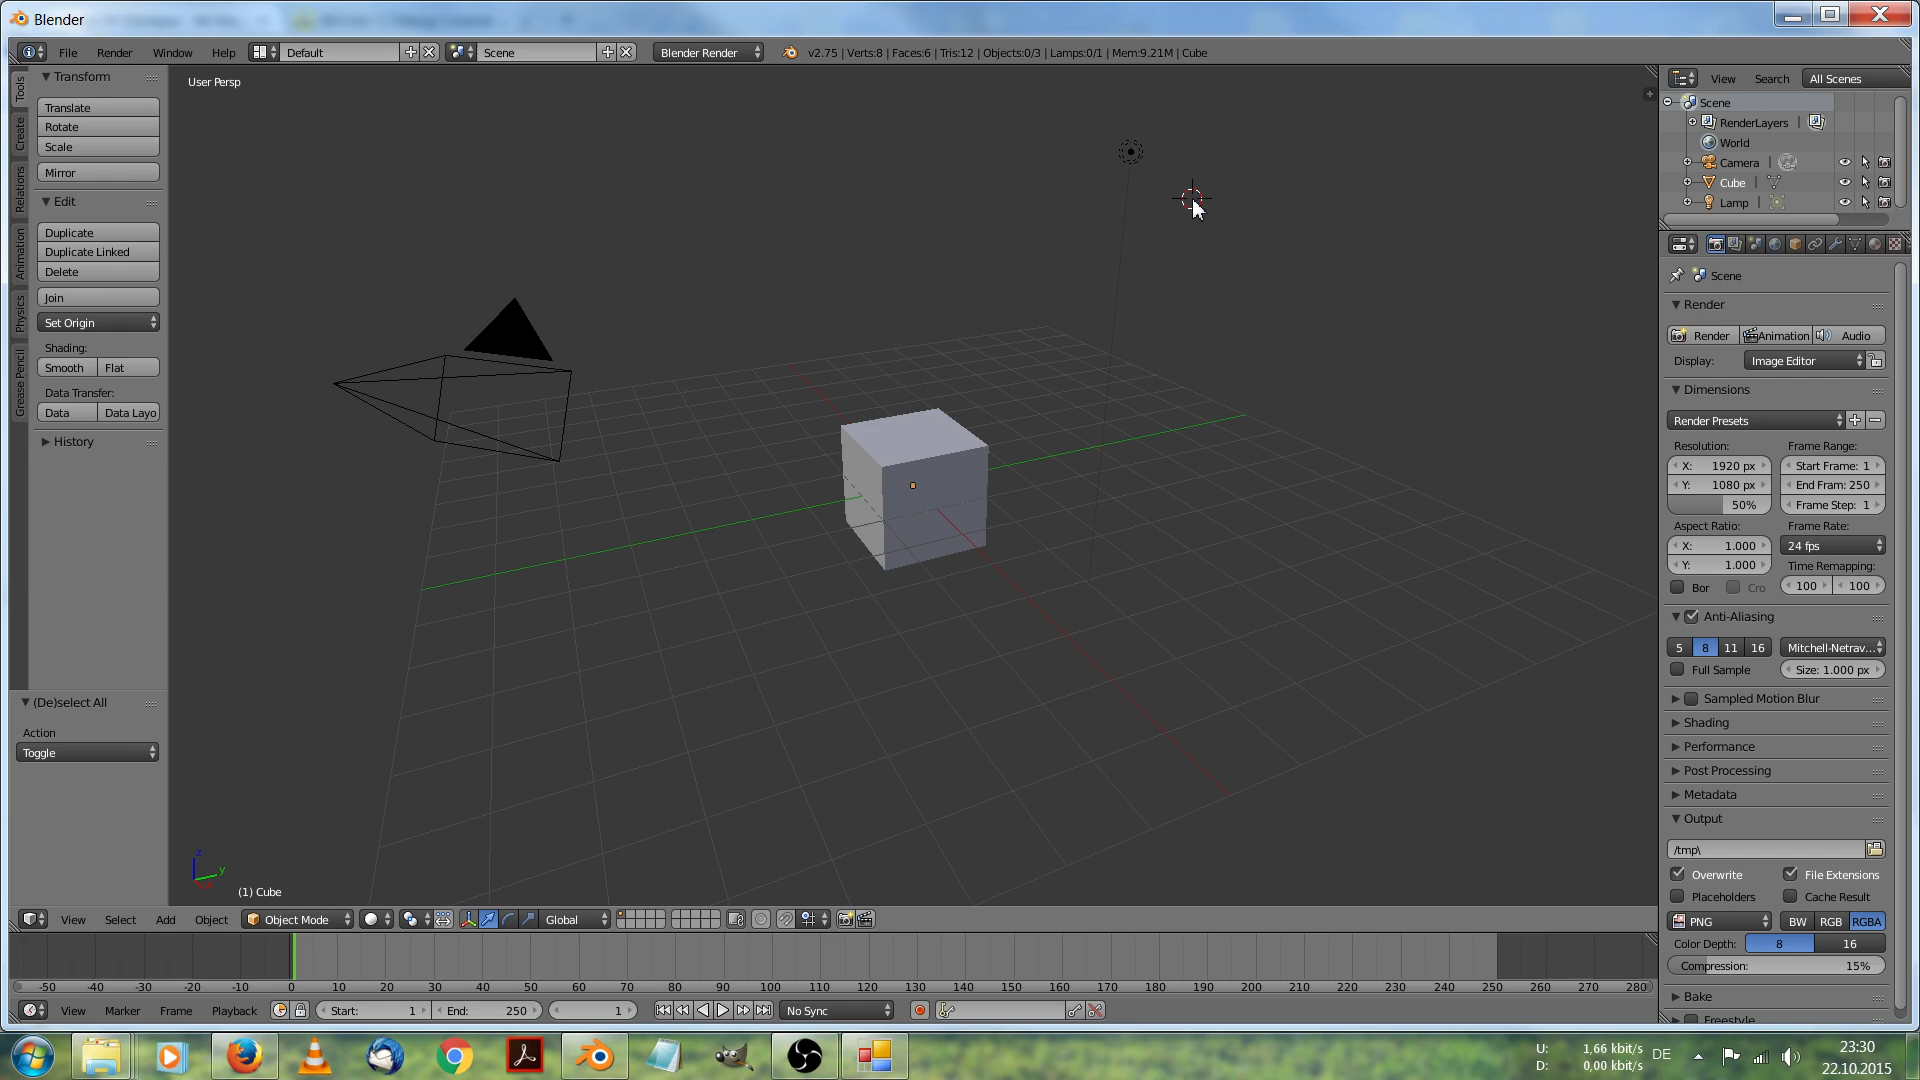 Blender
File Render Window Help Default Scene Blender Render v2.75 | Verts:8 | Faces:6 | Tris:12 | Objects:0/3 | Lamps:0/1 | Mem:9.21M | Cube
Tools
Create
Relations
Animation
Physics
Grease Pencil
Transform
Translate
Rotate
Scale
Mirror
Edit
Duplicate
Duplicate Linked
Delete
Join
Set Origin
Shading:
Smooth Flat
Data Transfer:
Data Data Layo
History
(De)select All
Action
Toggle
User Persp
z
y
(1) Cube
View Select Add Object Object Mode Global
-50 -40 -30 -20 -10 0 10 20 30 40 50 60 70 80 90 100 110 120 130 140 150 160 170 180 190 200 210 220 230 240 250 260 270 280
View Marker Frame Playback Start: 1 End: 250 1 No Sync
View Search All Scenes
Scene
RenderLayers |
World
Camera |
Cube |
Lamp |
Scene
Render
Render Animation Audio
Display: Image Editor
Dimensions
Render Presets
Resolution: Frame Range:
X: 1920 px Start Frame: 1
Y: 1080 px End Fram: 250
50% Frame Step: 1
Aspect Ratio: Frame Rate:
X: 1.000 24 fps
Y: 1.000 Time Remapping:
Bor Cro 100 100
Anti-Aliasing
5 8 11 16 Mitchell-Netrav...
Full Sample Size: 1.000 px
Sampled Motion Blur
Shading
Performance
Post Processing
Metadata
Output
/tmp\
Overwrite File Extensions
Placeholders Cache Result
PNG BW RGB RGBA
Color Depth: 8 16
Compression: 15%
Bake
Freestyle
U: 1,66 kbit/s
D: 0,00 kbit/s
DE
23:30
22.10.2015